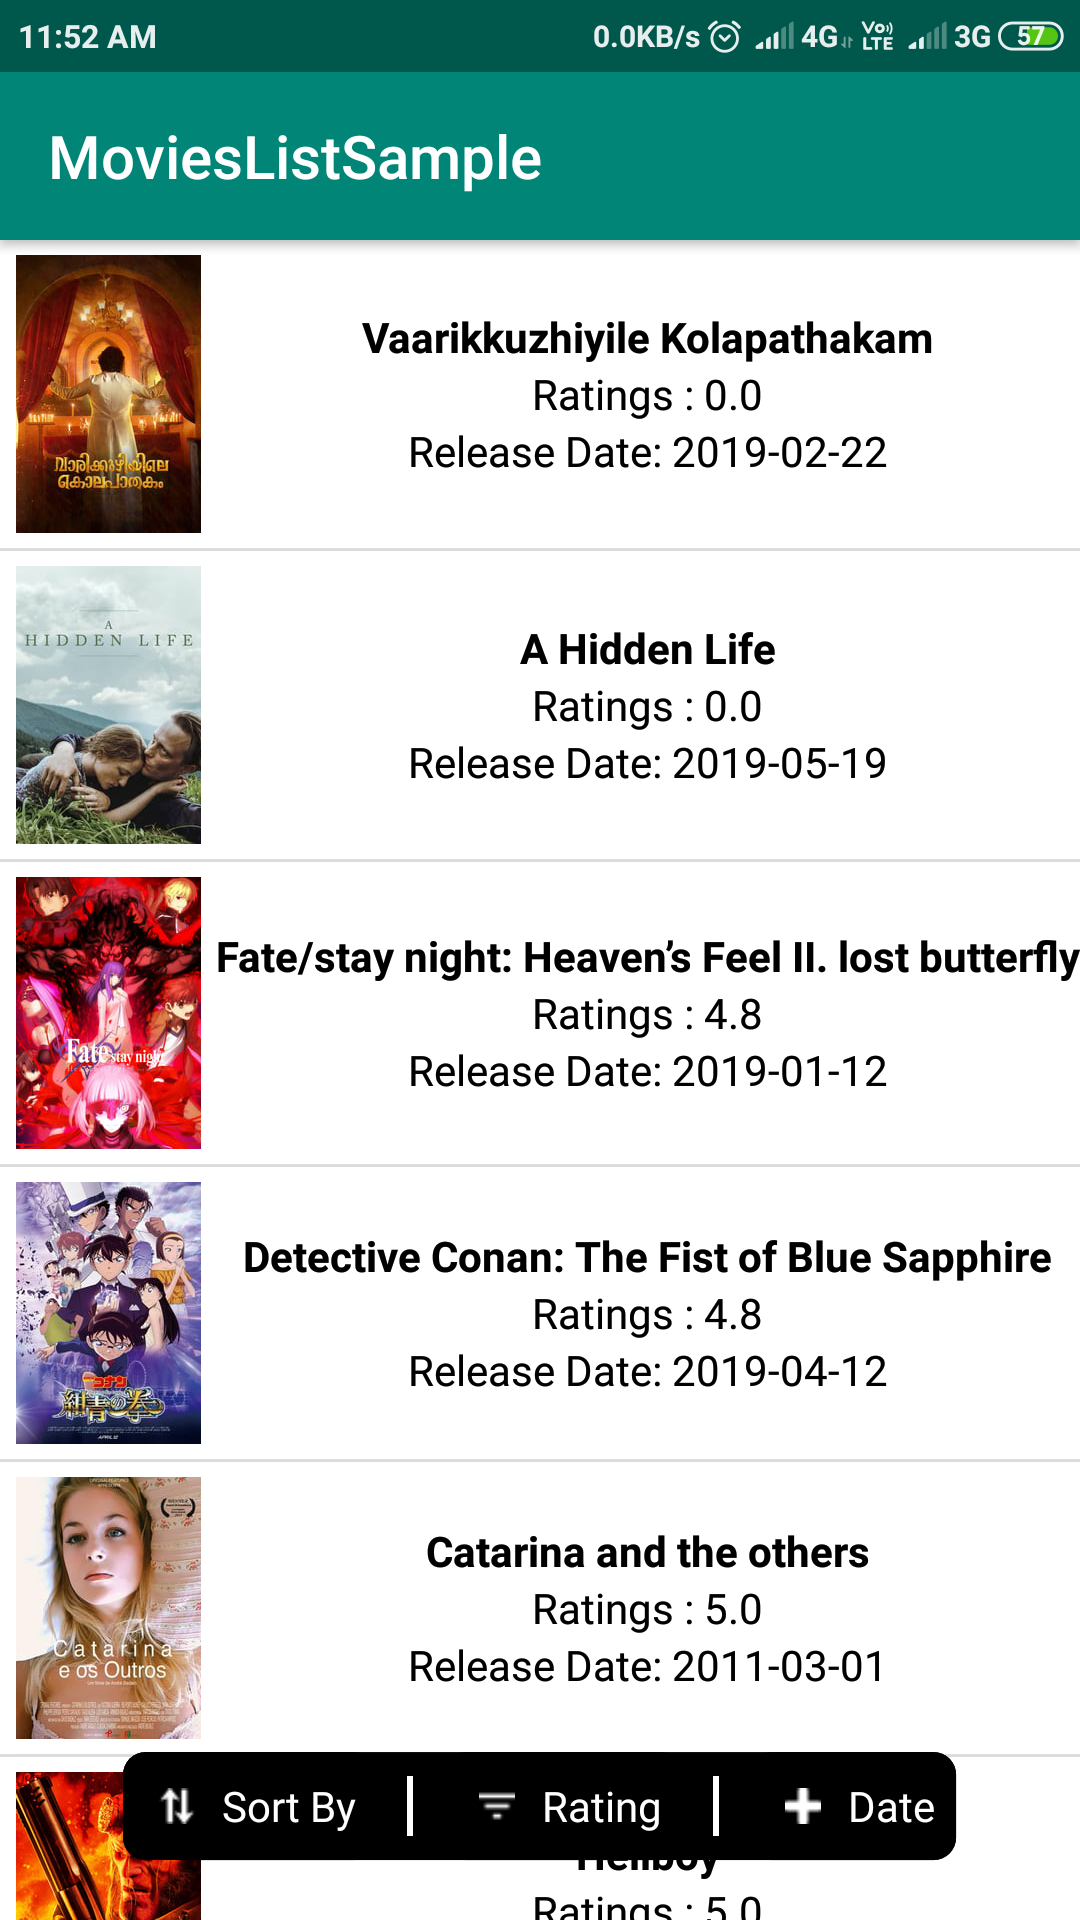 11:52 AM 0.0KB/s 4G Vo) LTE 3G 57
MoviesListSample
വാരിക്കുഴിയിലെ
കൊലപാതകം
Vaarikkuzhiyile Kolapathakam
Ratings : 0.0
Release Date: 2019-02-22
A
HIDDEN LIFE
A Hidden Life
Ratings : 0.0
Release Date: 2019-05-19
Fate stay night
Fate/stay night: Heaven’s Feel II. lost butterfly
Ratings : 4.8
Release Date: 2019-01-12
コナン
紺青の拳
APRIL 12
Detective Conan: The Fist of Blue Sapphire
Ratings : 4.8
Release Date: 2019-04-12
Catarina
e os Outros
Catarina and the others
Ratings : 5.0
Release Date: 2011-03-01
Sort By
Rating
Date
Hellboy
Ratings : 5.0